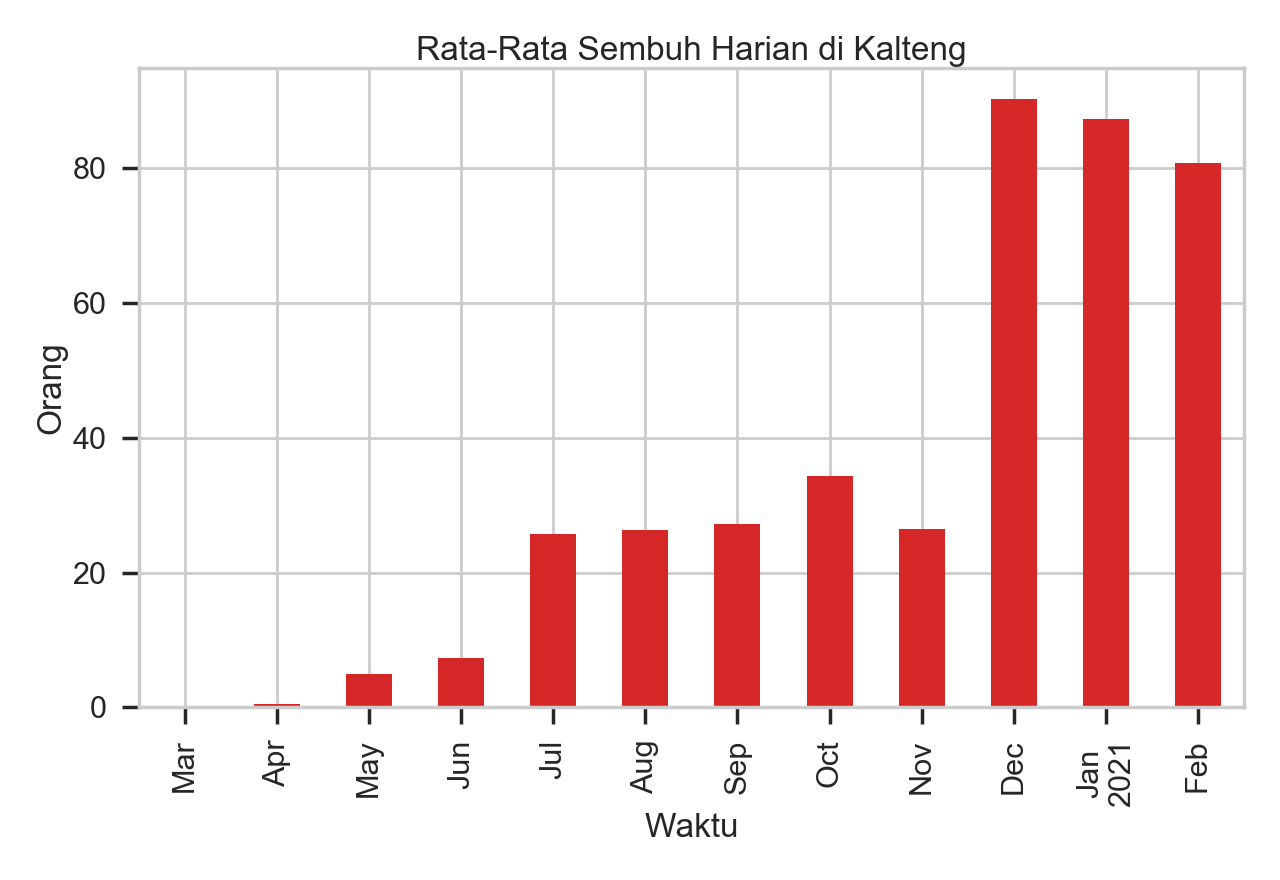 Rata-Rata Sembuh Harian di Kalteng
Orang
80
60
40
20
0
Mar
Apr
May
Jun
Jul
Aug
Sep
Oct
Nov
Dec
Jan
2021
Feb
Waktu